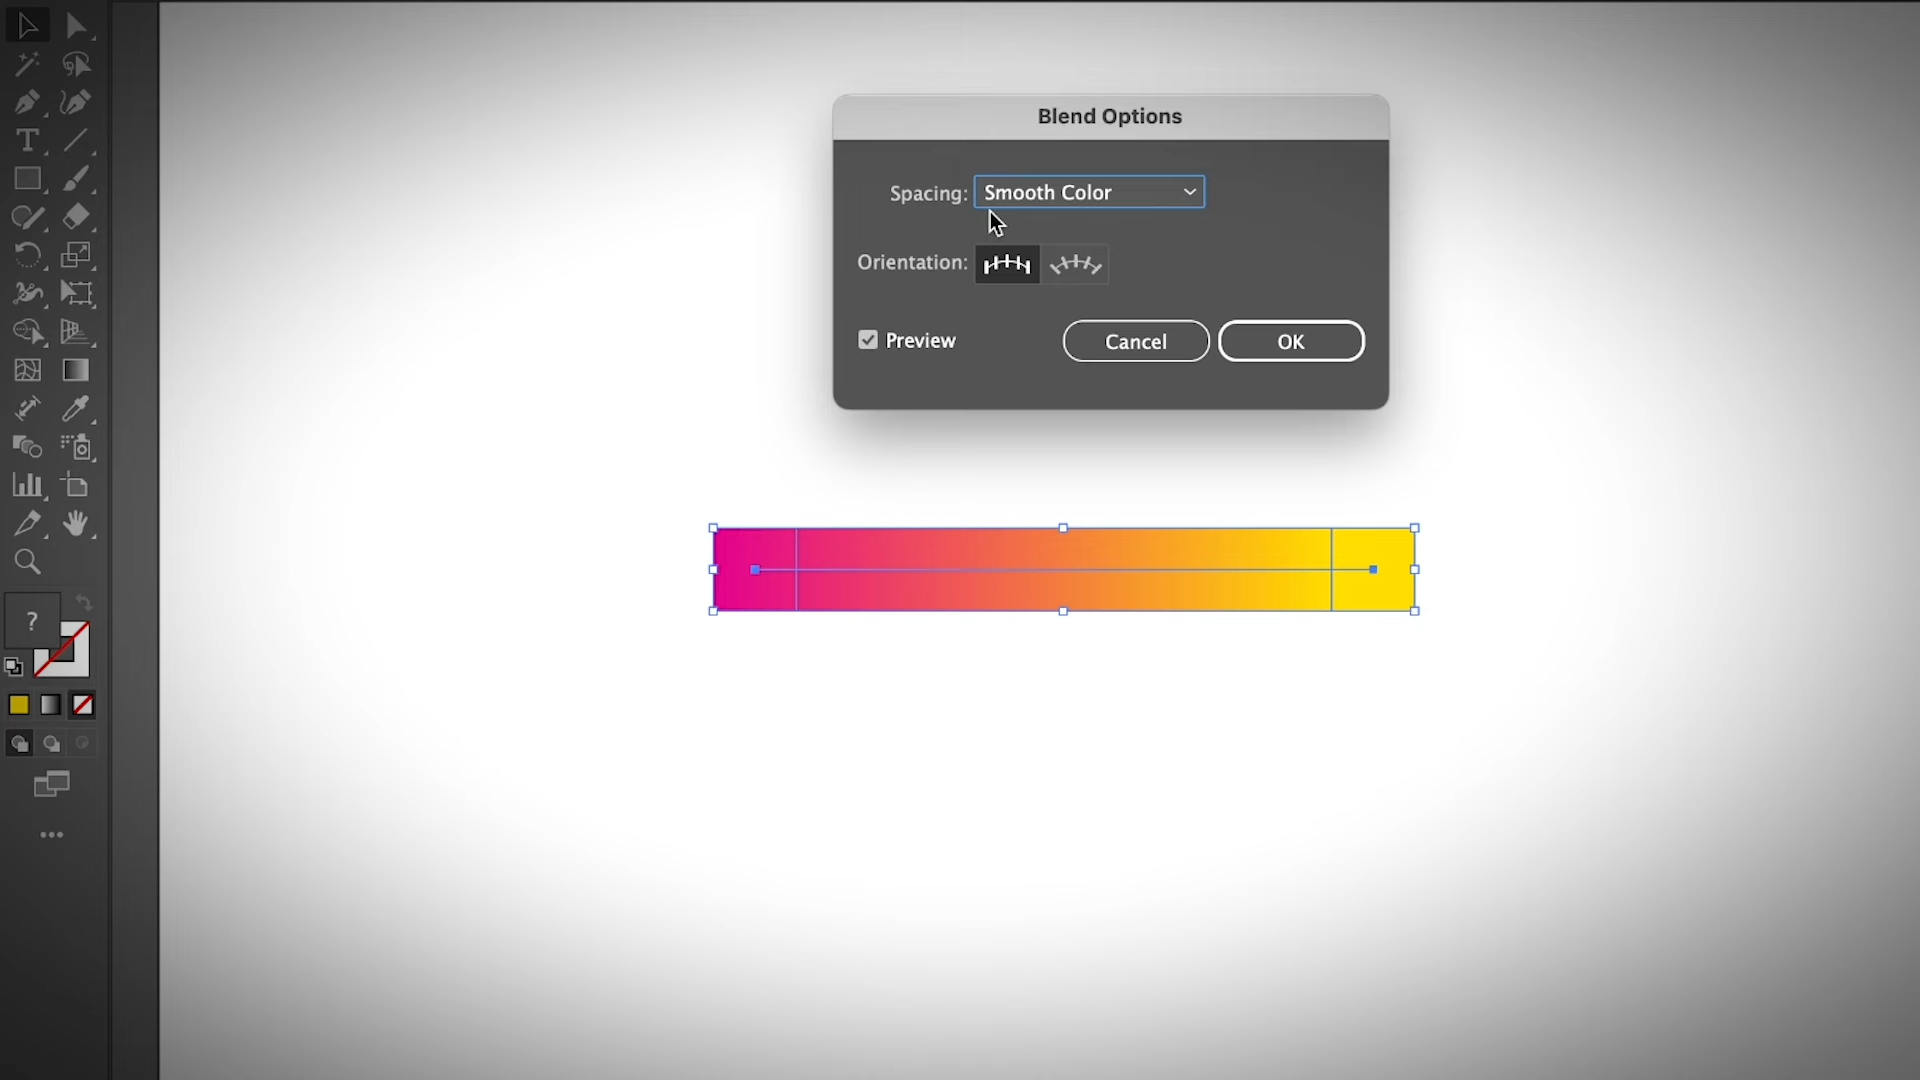 Blend Options
Spacing: Smooth Color
Orientation:
Preview Cancel OK
T
?